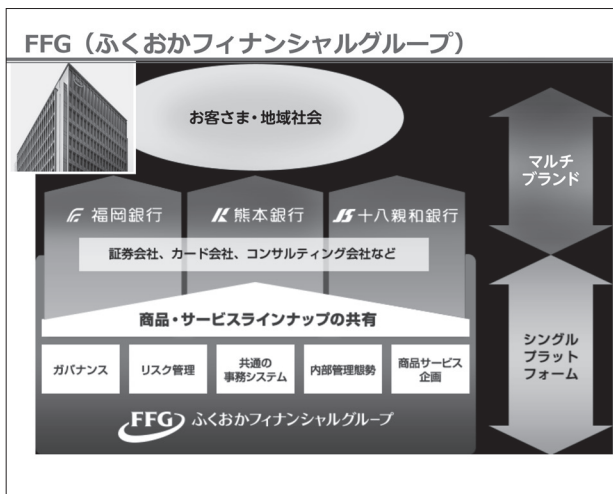 FFG（ふくおかフィナンシャルグループ）
お客さま・地域社会
マルチ
ブランド
福岡銀行
熊本銀行
十八親和銀行
証券会社、カード会社、コンサルティング会社など
商品・サービスラインナップの共有
シングル
プラット
フォーム
ガバナンス
リスク管理
共通の
事務システム
内部管理態勢
商品サービス
企画
FFG ふくおかフィナンシャルグループ